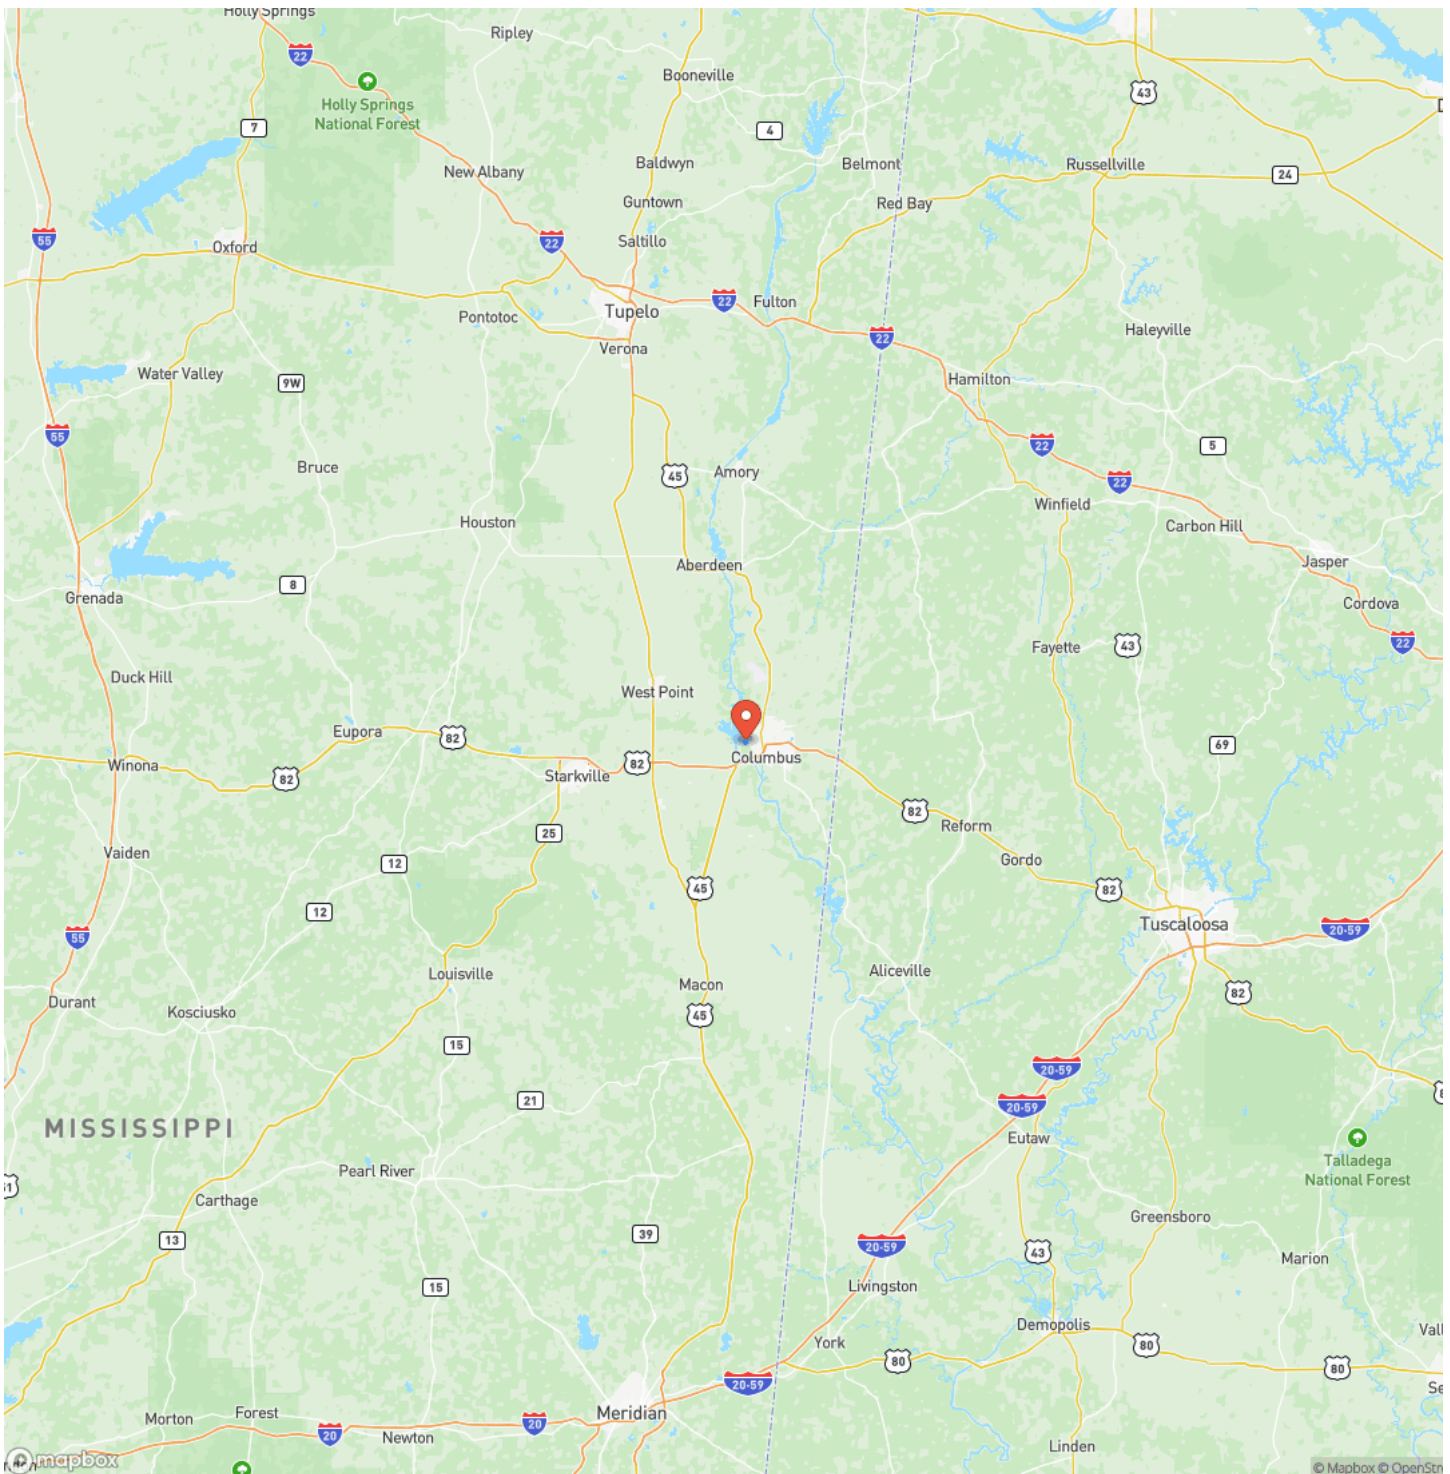 Holly Springs
22
Ripley
Booneville
43
Holly Springs
National Forest
7
4
Baldwyn
Belmont
Russellville
24
New Albany
Guntown
Red Bay
55
Oxford
22
Saltillo
22
Fulton
Tupelo
Pontotoc
Verona
22
Haleyville
Water Valley
9W
Hamilton
55
22
5
Bruce
45
Amory
22
Winfield
Houston
Carbon Hill
Aberdeen
Jasper
8
Grenada
Cordova
Fayette
43
22
Duck Hill
West Point
Eupora
82
69
Winona
82
Starkville
82
Columbus
82
Reform
25
Vaiden
12
Gordo
45
82
12
Tuscaloosa
20-59
55
Louisville
Aliceville
Macon
82
Durant
Kosciusko
45
15
20-59
21
20-59
MISSISSIPPI
Eutaw
Pearl River
Talladega
National Forest
Carthage
Greensboro
13
39
20-59
43
Marion
15
Livingston
Demopolis
York
80
80
80
20-59
Morton
Forest
Meridian
20
20
Newton
Linden
mapbox
© Mapbox © OpenStr